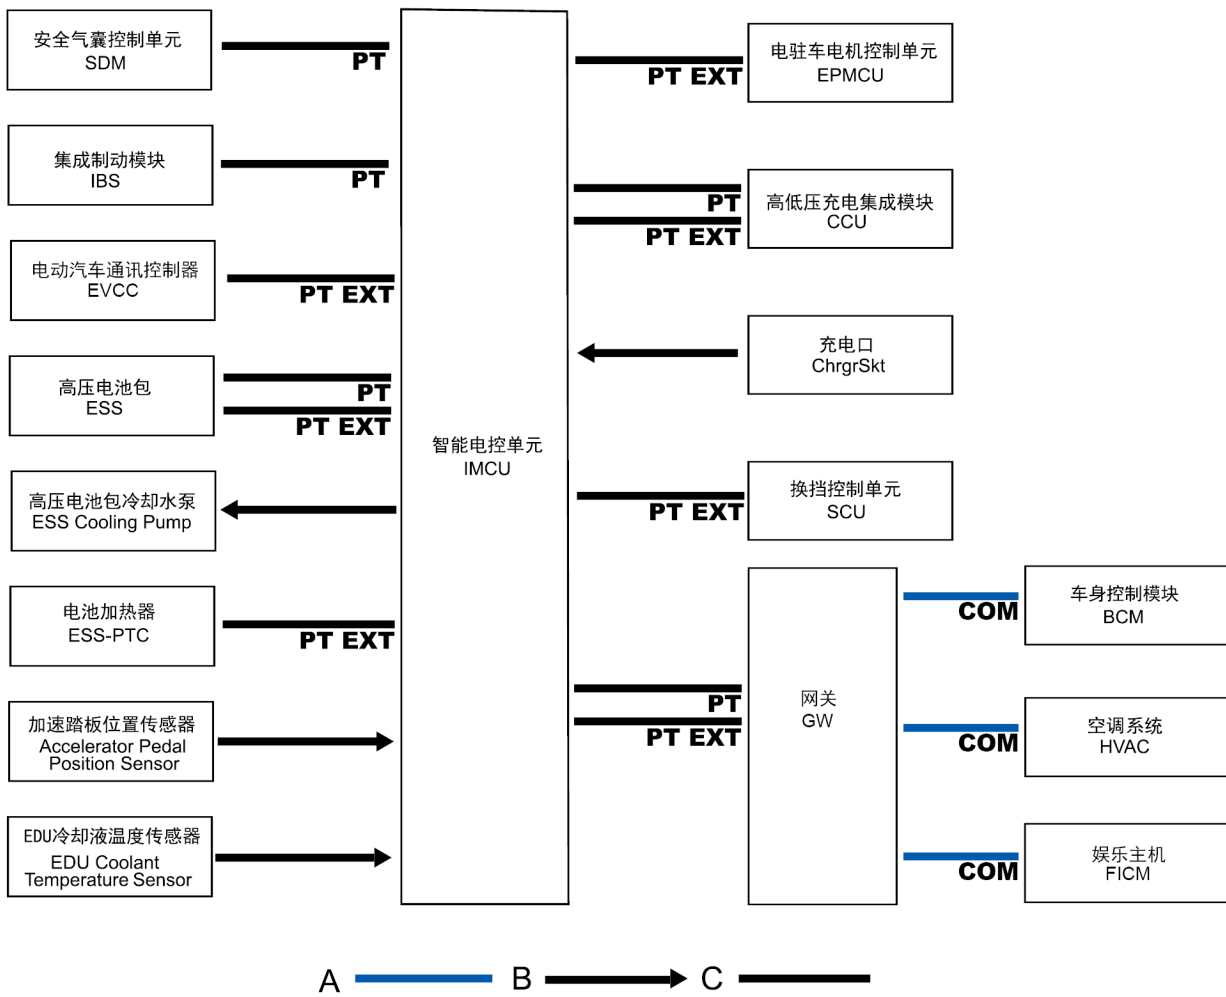 安全气囊控制单元
SDM
PT
集成制动模块
IBS
PT
电动汽车通讯控制器
EVCC
PT EXT
高压电池包
ESS
PT
PT EXT
高压电池包冷却水泵
ESS Cooling Pump
电池加热器
ESS-PTC
PT EXT
加速踏板位置传感器
Accelerator Pedal
Position Sensor
EDU冷却液温度传感器
EDU Coolant
Temperature Sensor
智能电控单元
IMCU
电驻车电机控制单元
EPMCU
PT EXT
高低压充电集成模块
CCU
PT
PT EXT
充电口
ChrgrSkt
换挡控制单元
SCU
PT EXT
网关
GW
PT
PT EXT
车身控制模块
BCM
COM
空调系统
HVAC
COM
娱乐主机
FICM
COM
A B C